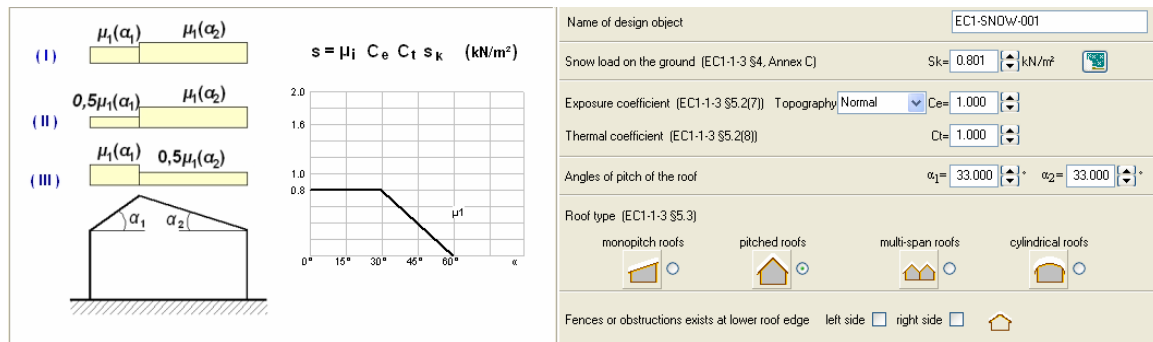 μ₁(α₁) μ₁(α₂)
(I)
s = μᵢ Cₑ Cₜ sₖ (kN/m²)
0,5μ₁(α₁) μ₁(α₂)
(II)
μ₁(α₁) 0,5μ₁(α₂)
(III)
α₁ α₂
2.0
1.6
1.0
0.8
μ1
0° 15° 30° 45° 60° α
Name of design object EC1-SNOW-001
Snow load on the ground (EC1-1-3 §4, Annex C) Sk= 0.801 kN/m²
Exposure coefficient (EC1-1-3 §5.2(7)) Topography Normal Ce= 1.000
Thermal coefficient (EC1-1-3 §5.2(8)) Ct= 1.000
Angles of pitch of the roof α₁= 33.000 ° α₂= 33.000 °
Roof type (EC1-1-3 §5.3)
monopitch roofs pitched roofs multi-span roofs cylindrical roofs
Fences or obstructions exists at lower roof edge left side right side